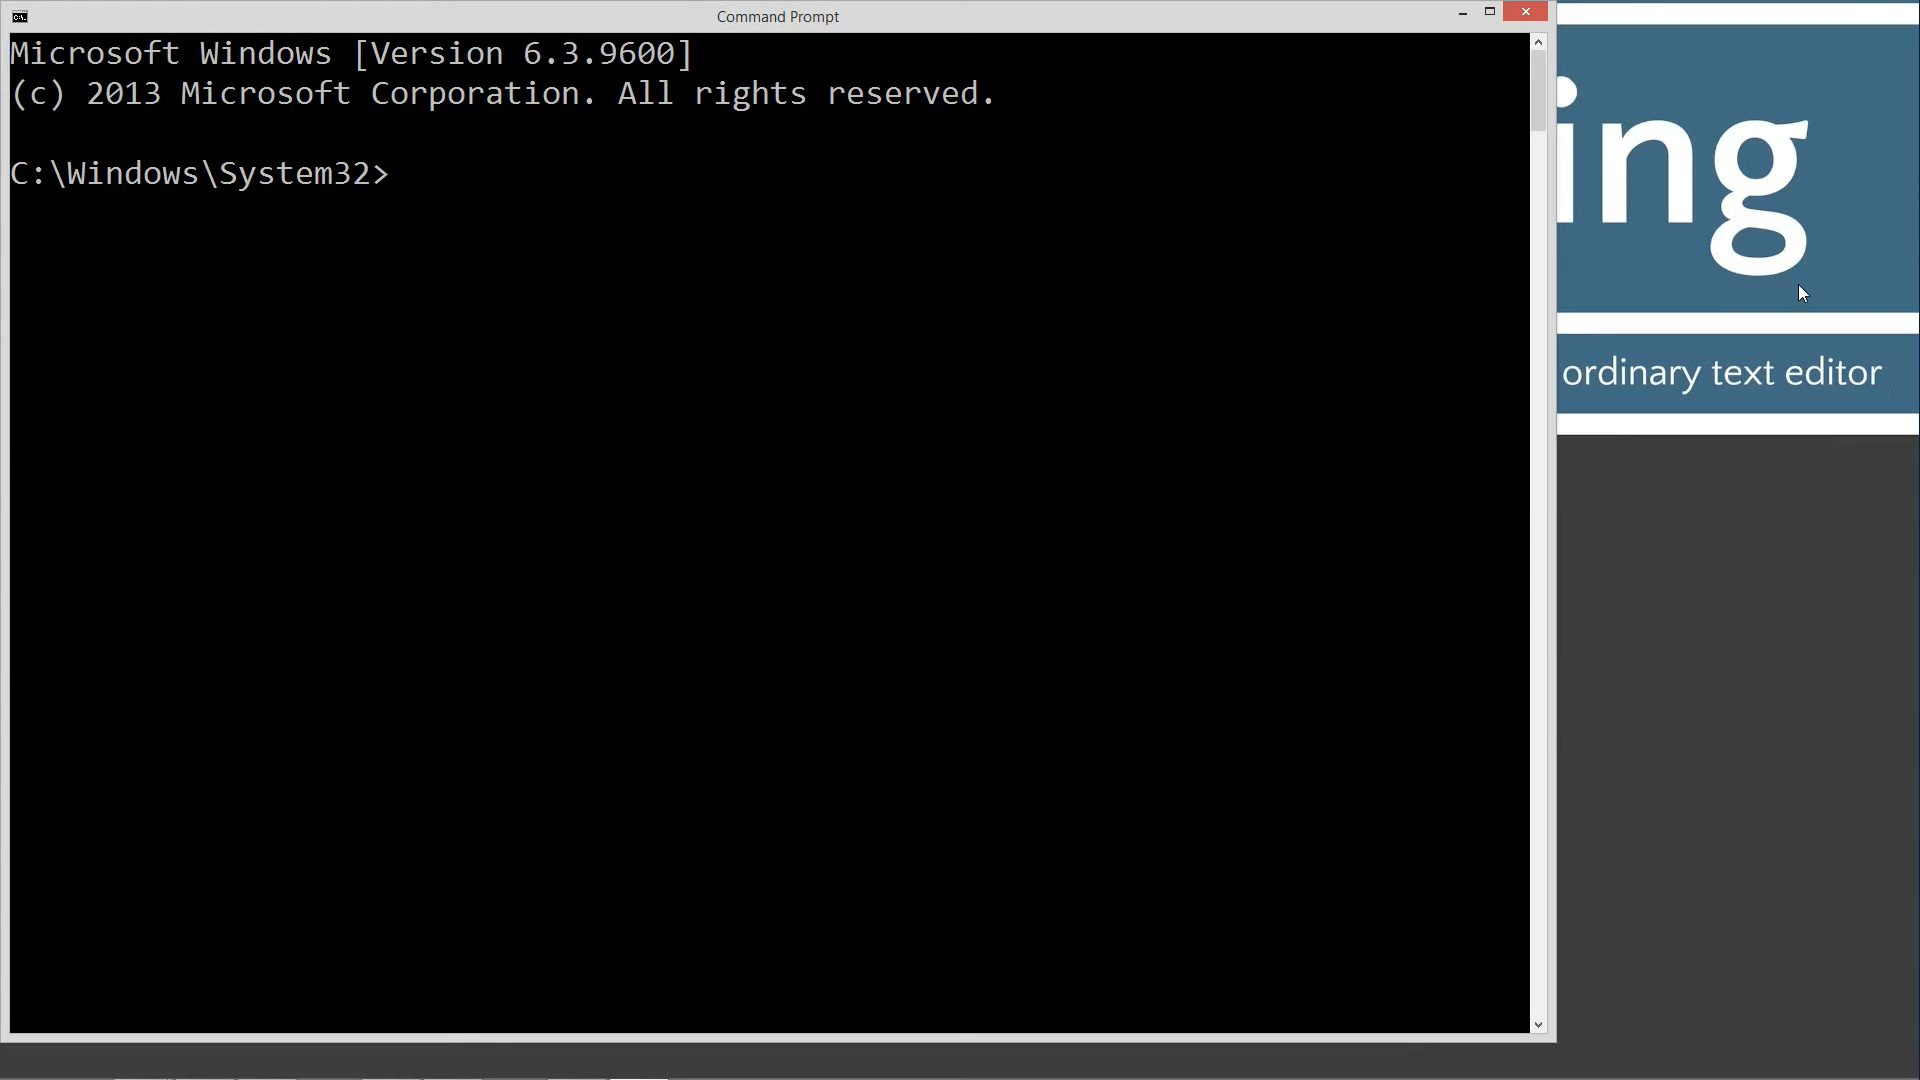 Command Prompt
Microsoft Windows [Version 6.3.9600]
(c) 2013 Microsoft Corporation. All rights reserved.
C:\Windows\System32>
ing
ordinary text editor